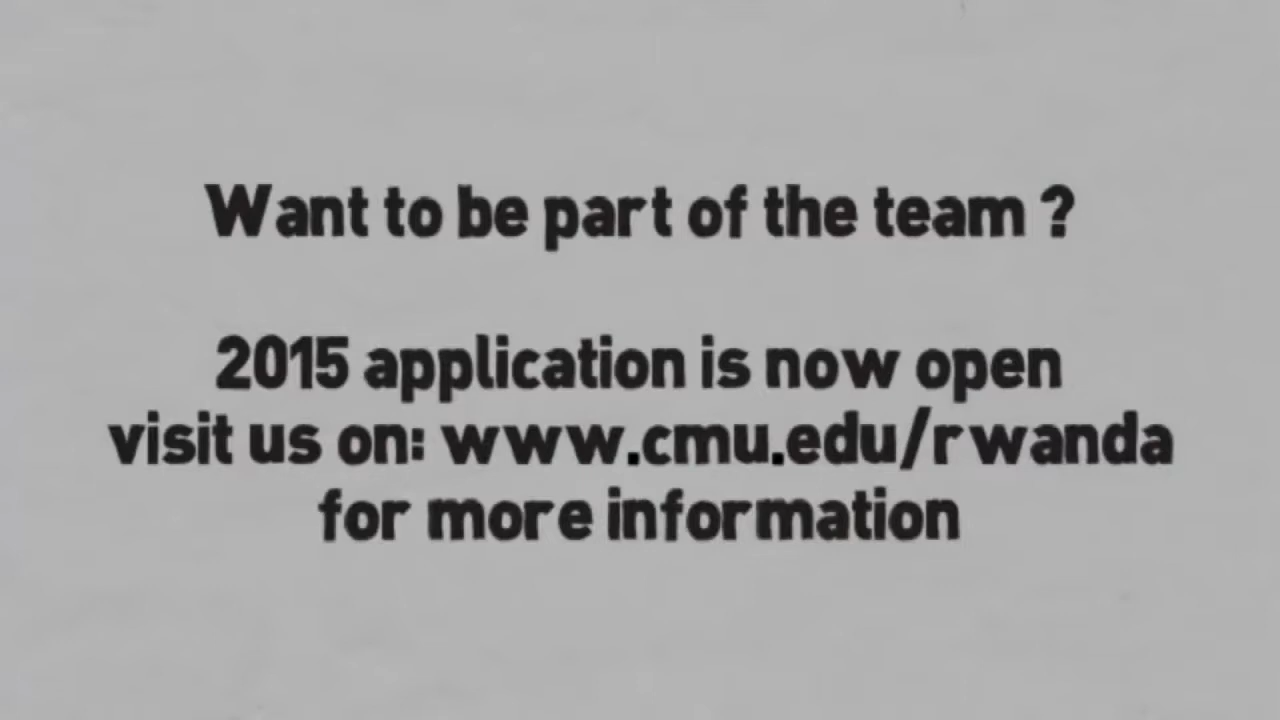 Want to be part of the team ?
2015 application is now open
visit us on: www.cmu.edu/rwanda
for more information